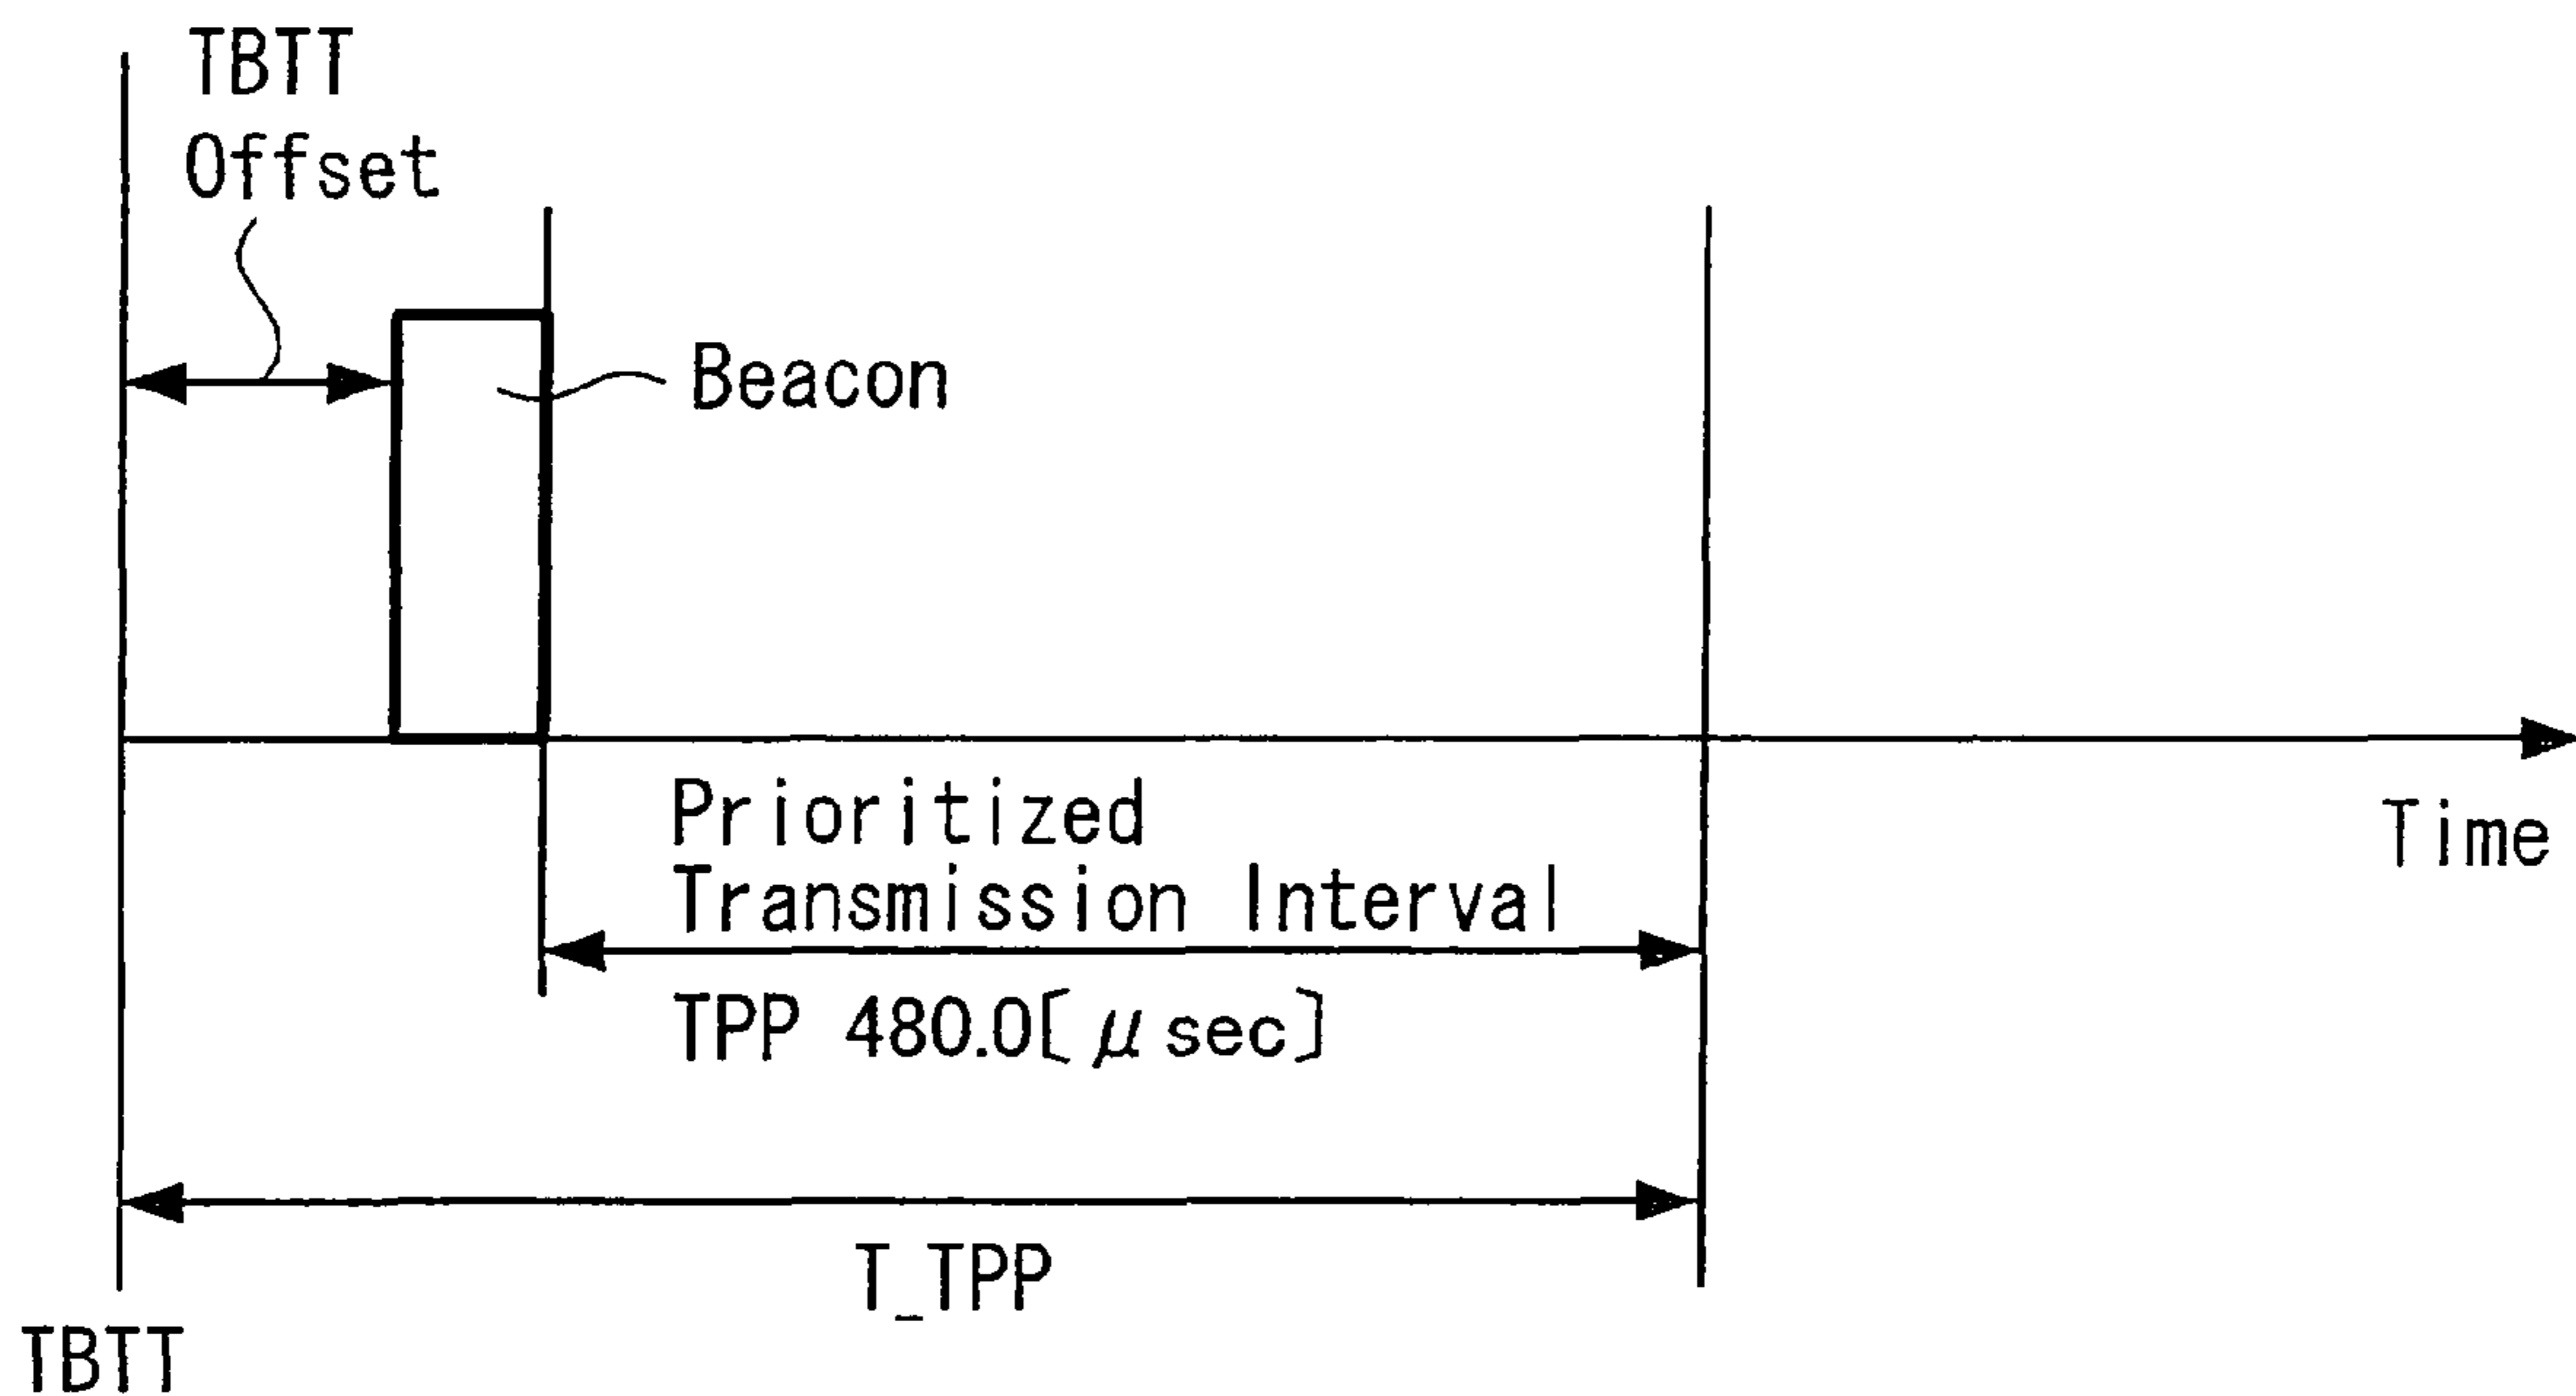 TBTT
Offset
Beacon
Time
Prioritized
Transmission Interval
TPP 480.0[μsec]
T_TPP
TBTT